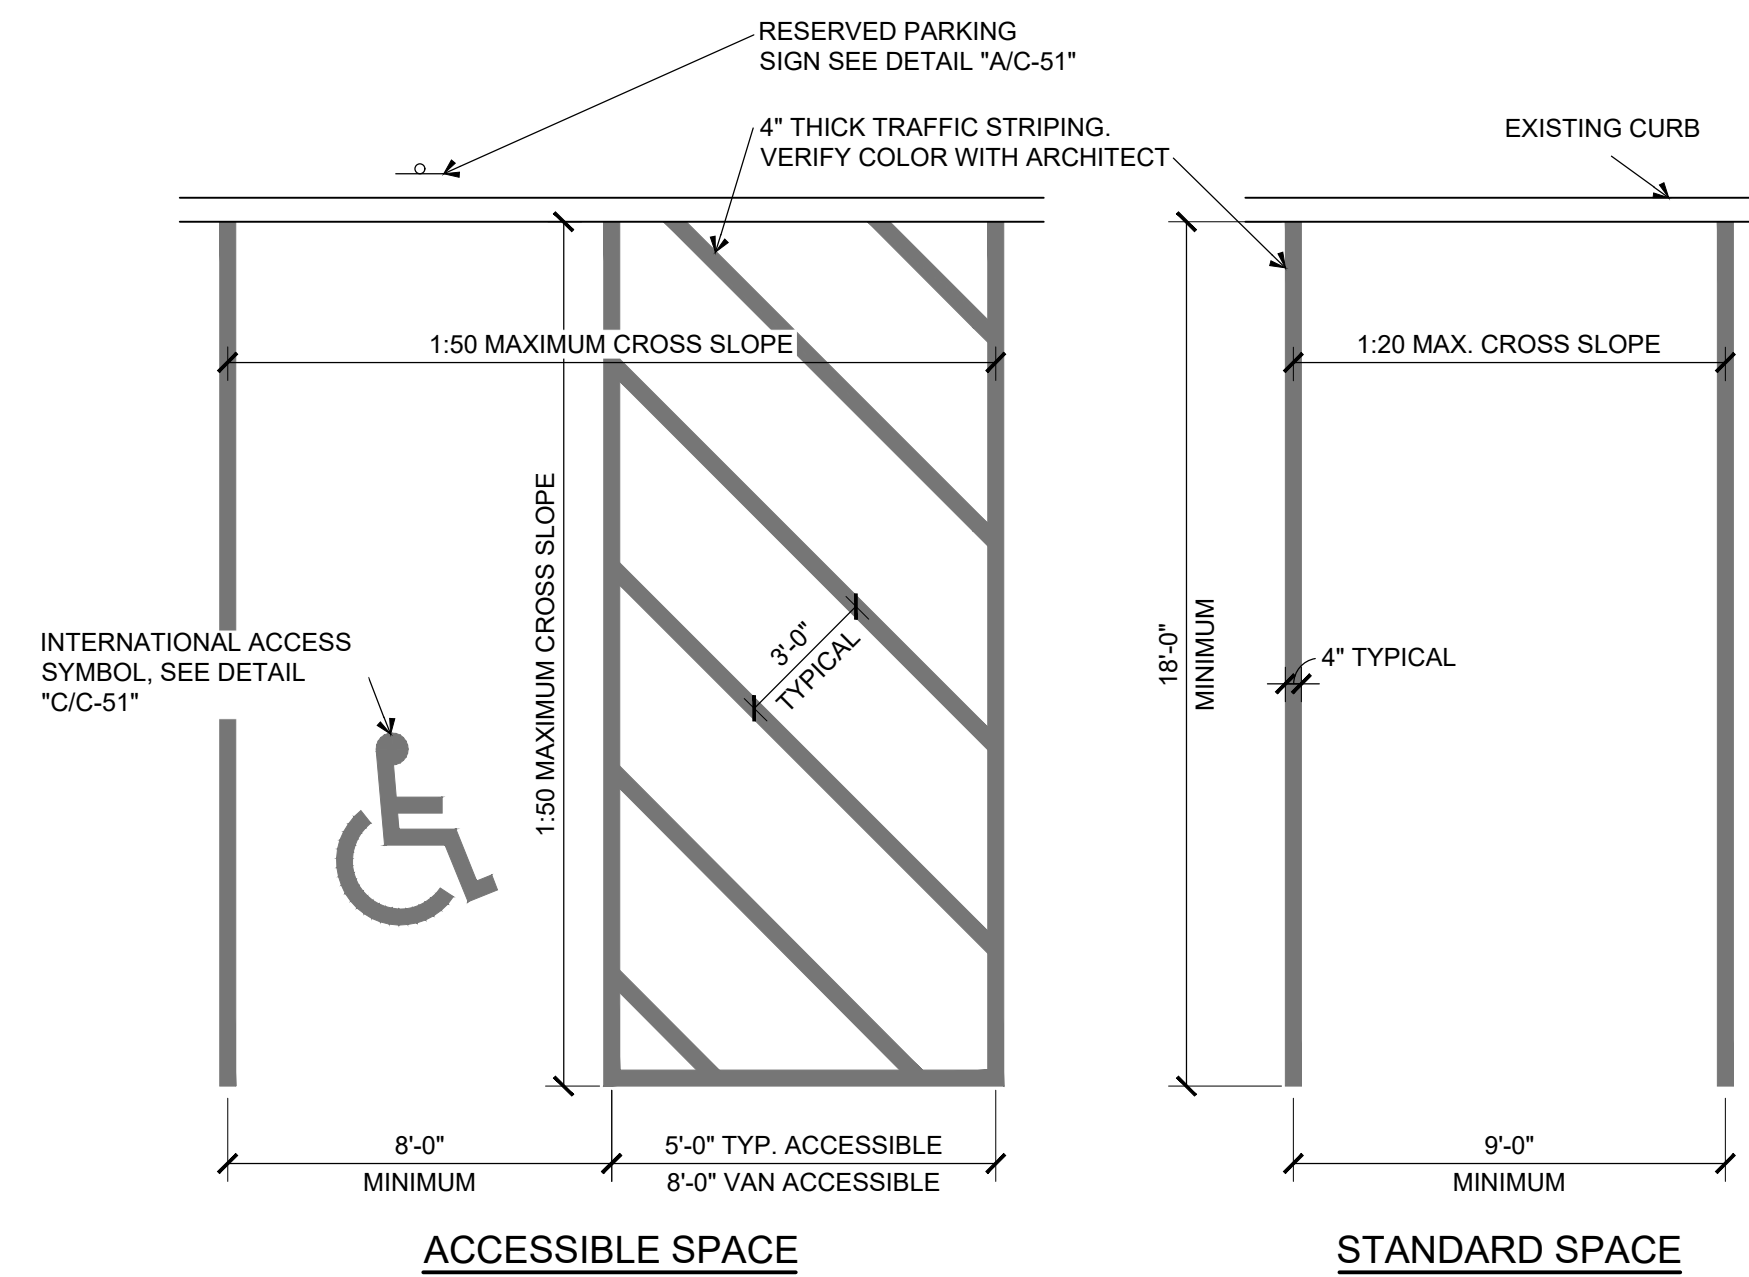 RESERVED PARKING
SIGN SEE DETAIL "A/C-51"
4" THICK TRAFFIC STRIPING.
VERIFY COLOR WITH ARCHITECT
EXISTING CURB
1:50 MAXIMUM CROSS SLOPE
1:20 MAX. CROSS SLOPE
1:50 MAXIMUM CROSS SLOPE
3'-0"
TYPICAL
18'-0"
MINIMUM
4" TYPICAL
INTERNATIONAL ACCESS
SYMBOL, SEE DETAIL
"C/C-51"
8'-0"
MINIMUM
5'-0" TYP. ACCESSIBLE
8'-0" VAN ACCESSIBLE
9'-0"
MINIMUM
ACCESSIBLE SPACE
STANDARD SPACE